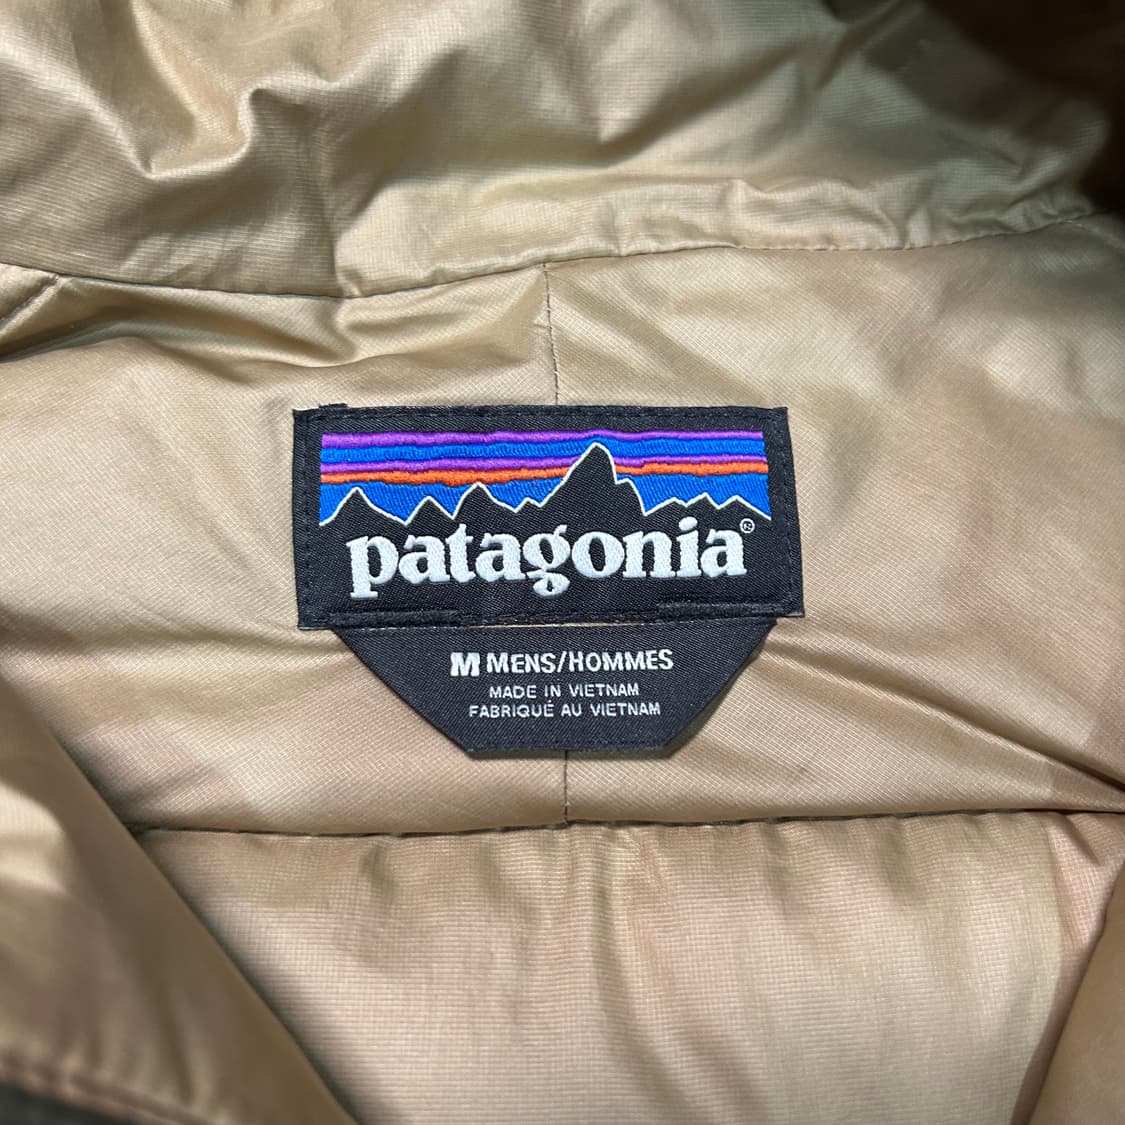 patagonia®
M MENS/HOMMES
MADE IN VIETNAM
FABRIQUÉ AU VIETNAM